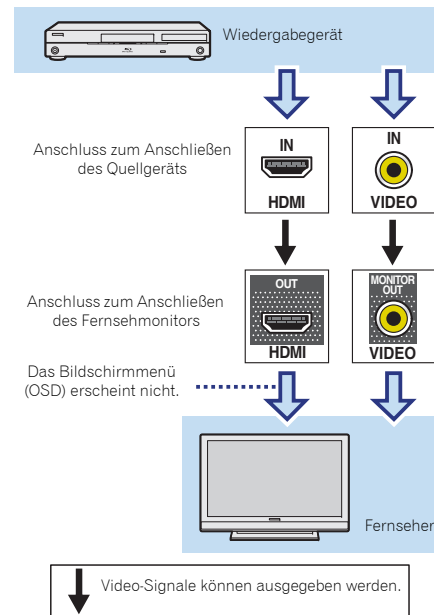 Wiedergabegerät
Anschluss zum Anschließen
des Quellgeräts
IN
HDMI
IN
VIDEO
Anschluss zum Anschließen
des Fernsehmonitors
OUT
HDMI
MONITOR
OUT
VIDEO
Das Bildschirmmenü
(OSD) erscheint nicht.
Fernseher
Video-Signale können ausgegeben werden.